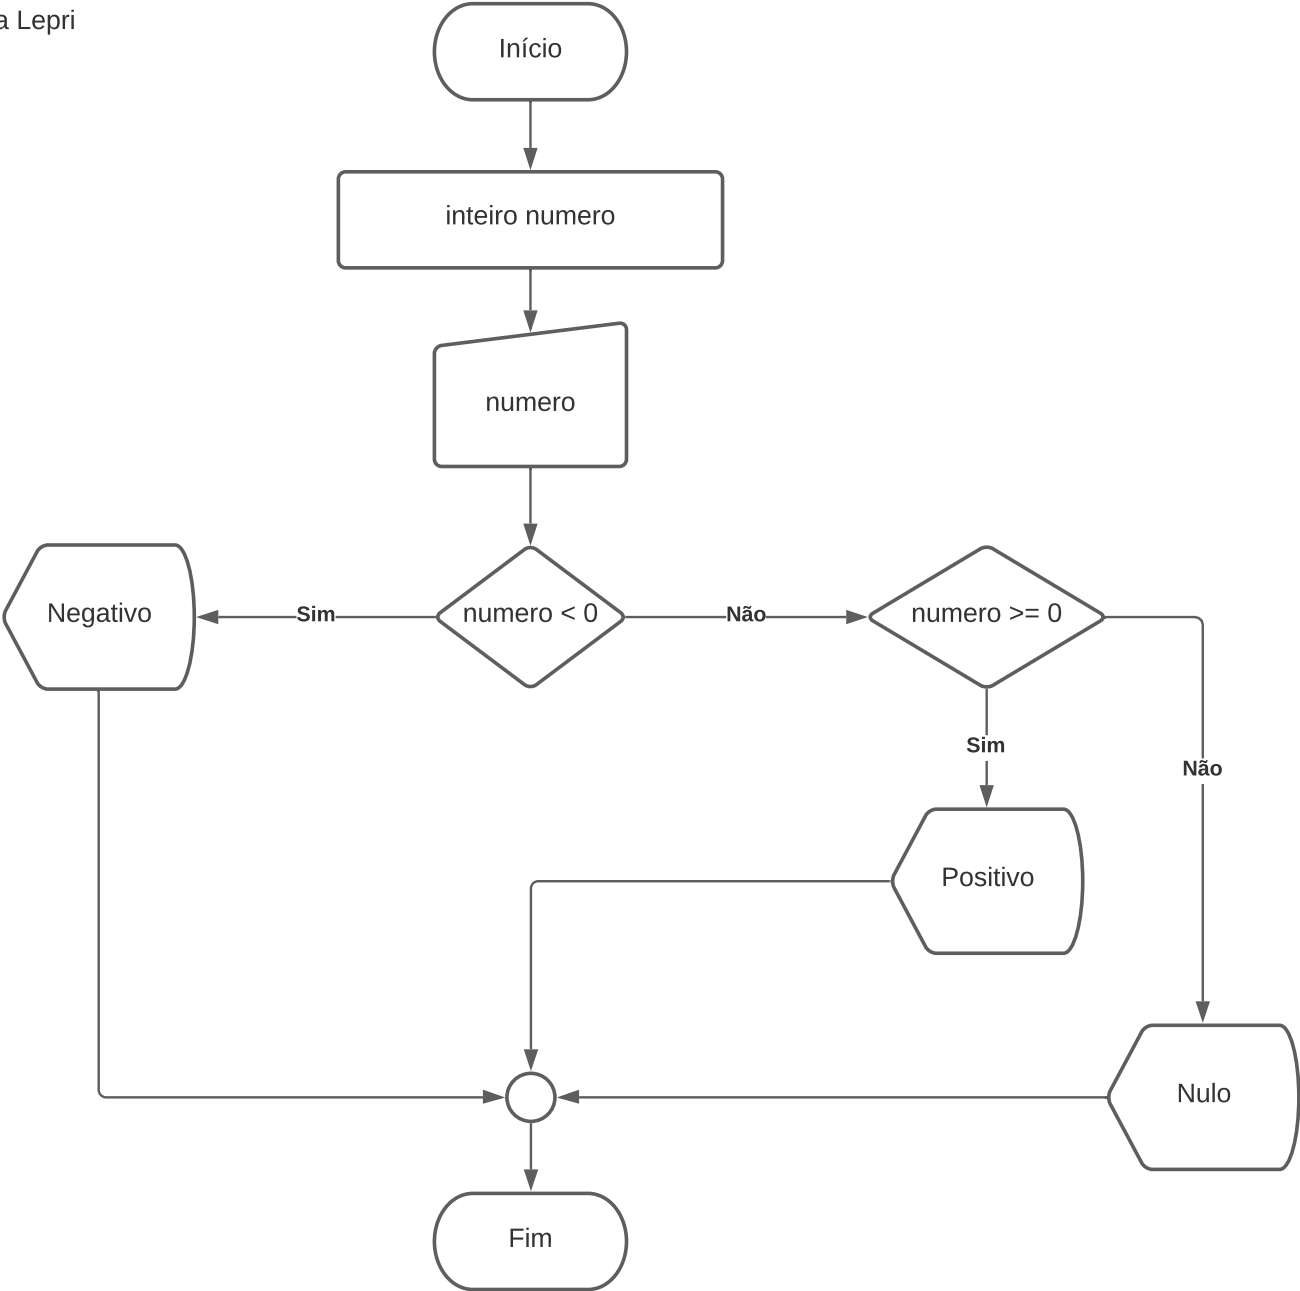 a Lepri
Início
inteiro numero
numero
Negativo
Sim
numero < 0
Não
numero >= 0
Sim
Não
Positivo
Nulo
Fim